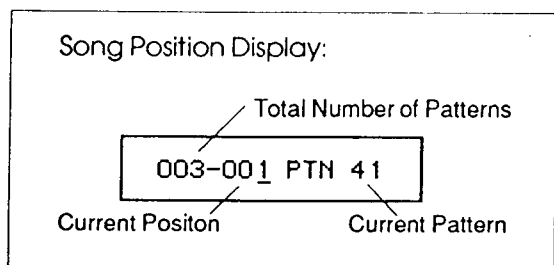 Song Position Display:
Total Number of Patterns
003-001 PTN 41
Current Positon
Current Pattern